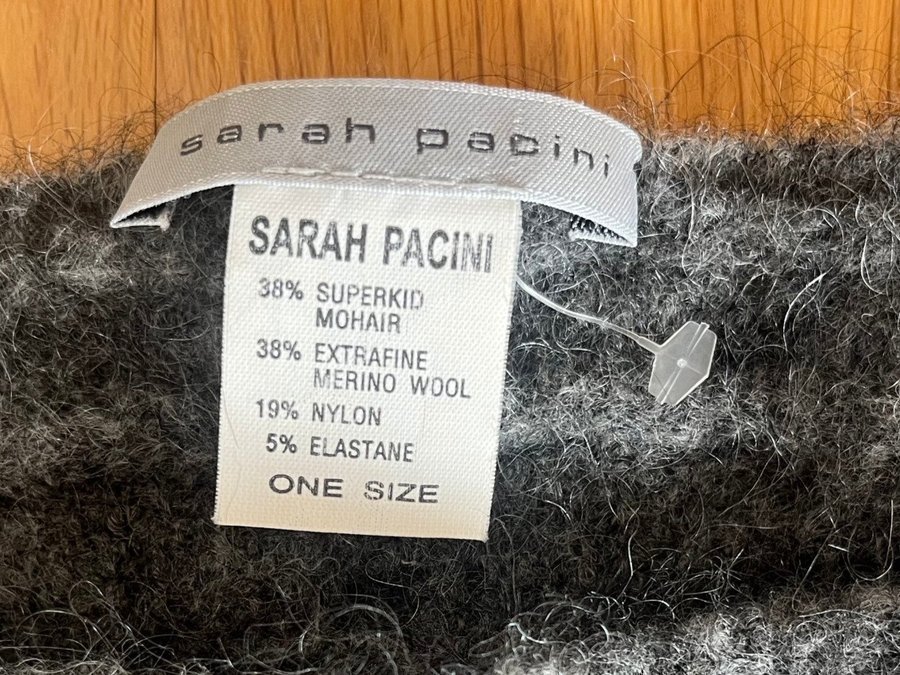 sarah pacini
SARAH PACINI
38% SUPERKID
MOHAIR
38% EXTRAFINE
MERINO WOOL
19% NYLON
5% ELASTANE
ONE SIZE